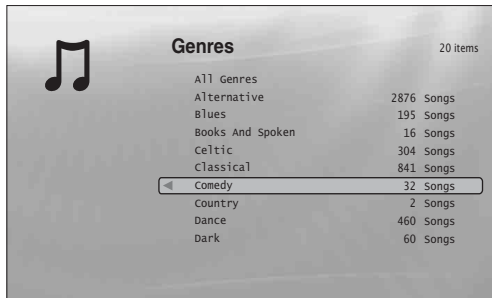 Genres
20 items
All Genres
Alternative 2876 Songs
Blues 195 Songs
Books And Spoken 16 Songs
Celtic 304 Songs
Classical 841 Songs
Comedy 32 Songs
Country 2 Songs
Dance 460 Songs
Dark 60 Songs